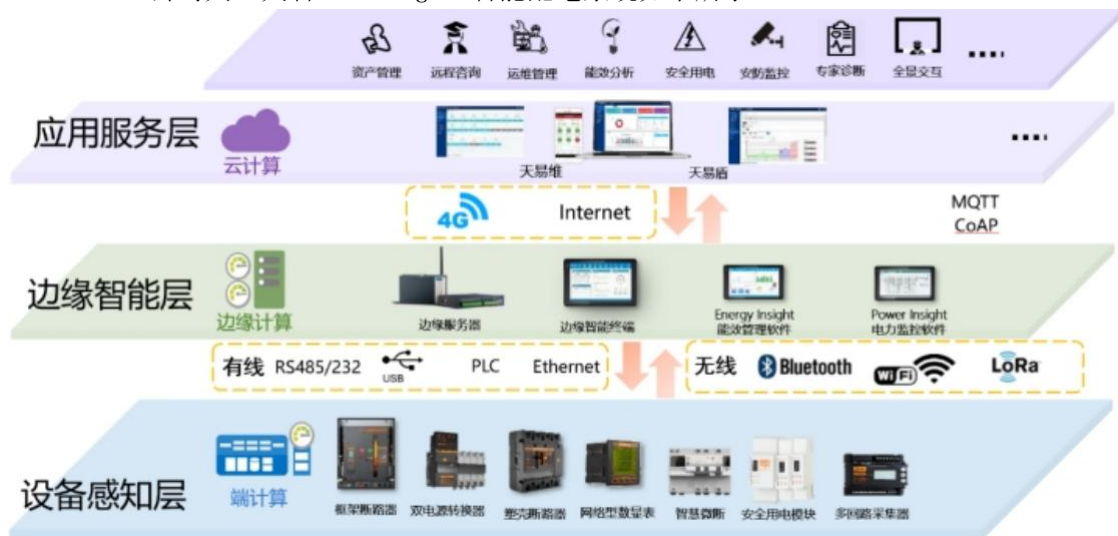 资产管理 远程咨询 运维管理 能效分析 安全用电 安防监控 专家诊断 全景交互
应用服务层
云计算
天易维
天易盾
4G
Internet
MQTT
CoAP
边缘智能层
边缘计算
边缘服务器
边缘智能终端
Energy Insight
能效管理软件
Power Insight
电力监控软件
有线 RS485/232 USB PLC Ethernet
无线 Bluetooth WiFi LoRa
设备感知层
端计算
框架断路器 双电源转换器 塑壳断路器 网络型数显表 智慧微断 安全用电模块 多回路采集器